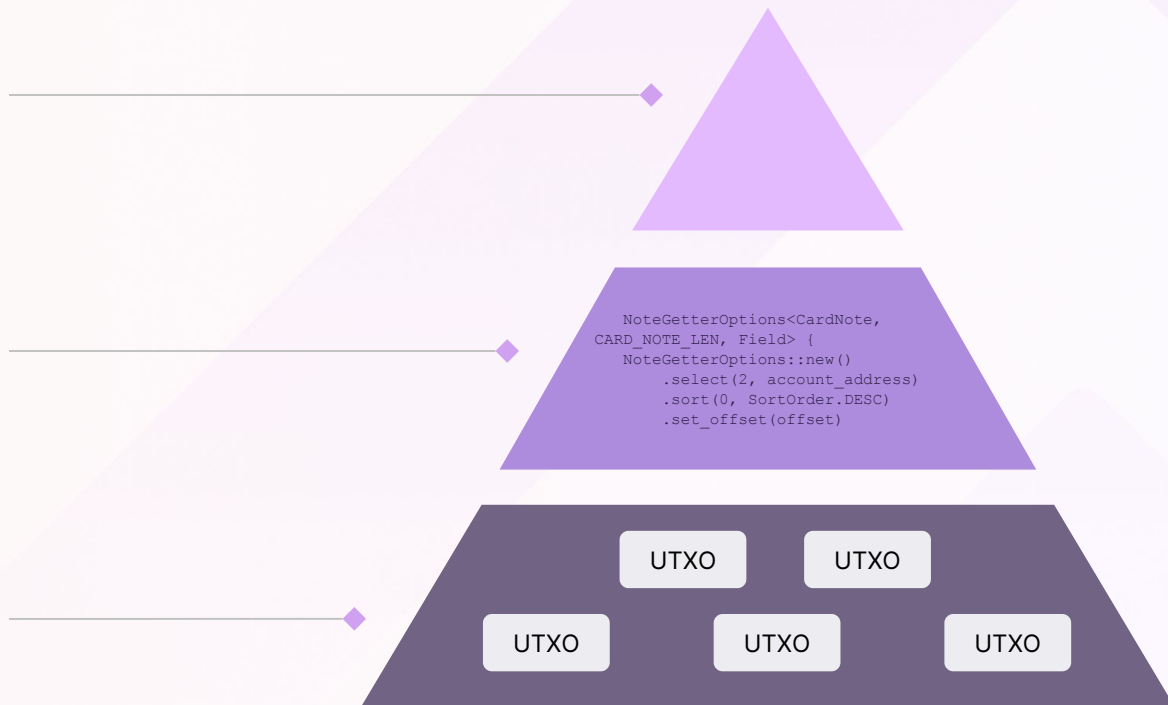 NoteGetterOptions<CardNote,
CARD_NOTE_LEN, Field> {
NoteGetterOptions::new()
.select(2, account_address)
.sort(0, SortOrder.DESC)
.set_offset(offset)
UTXO UTXO
UTXO UTXO UTXO